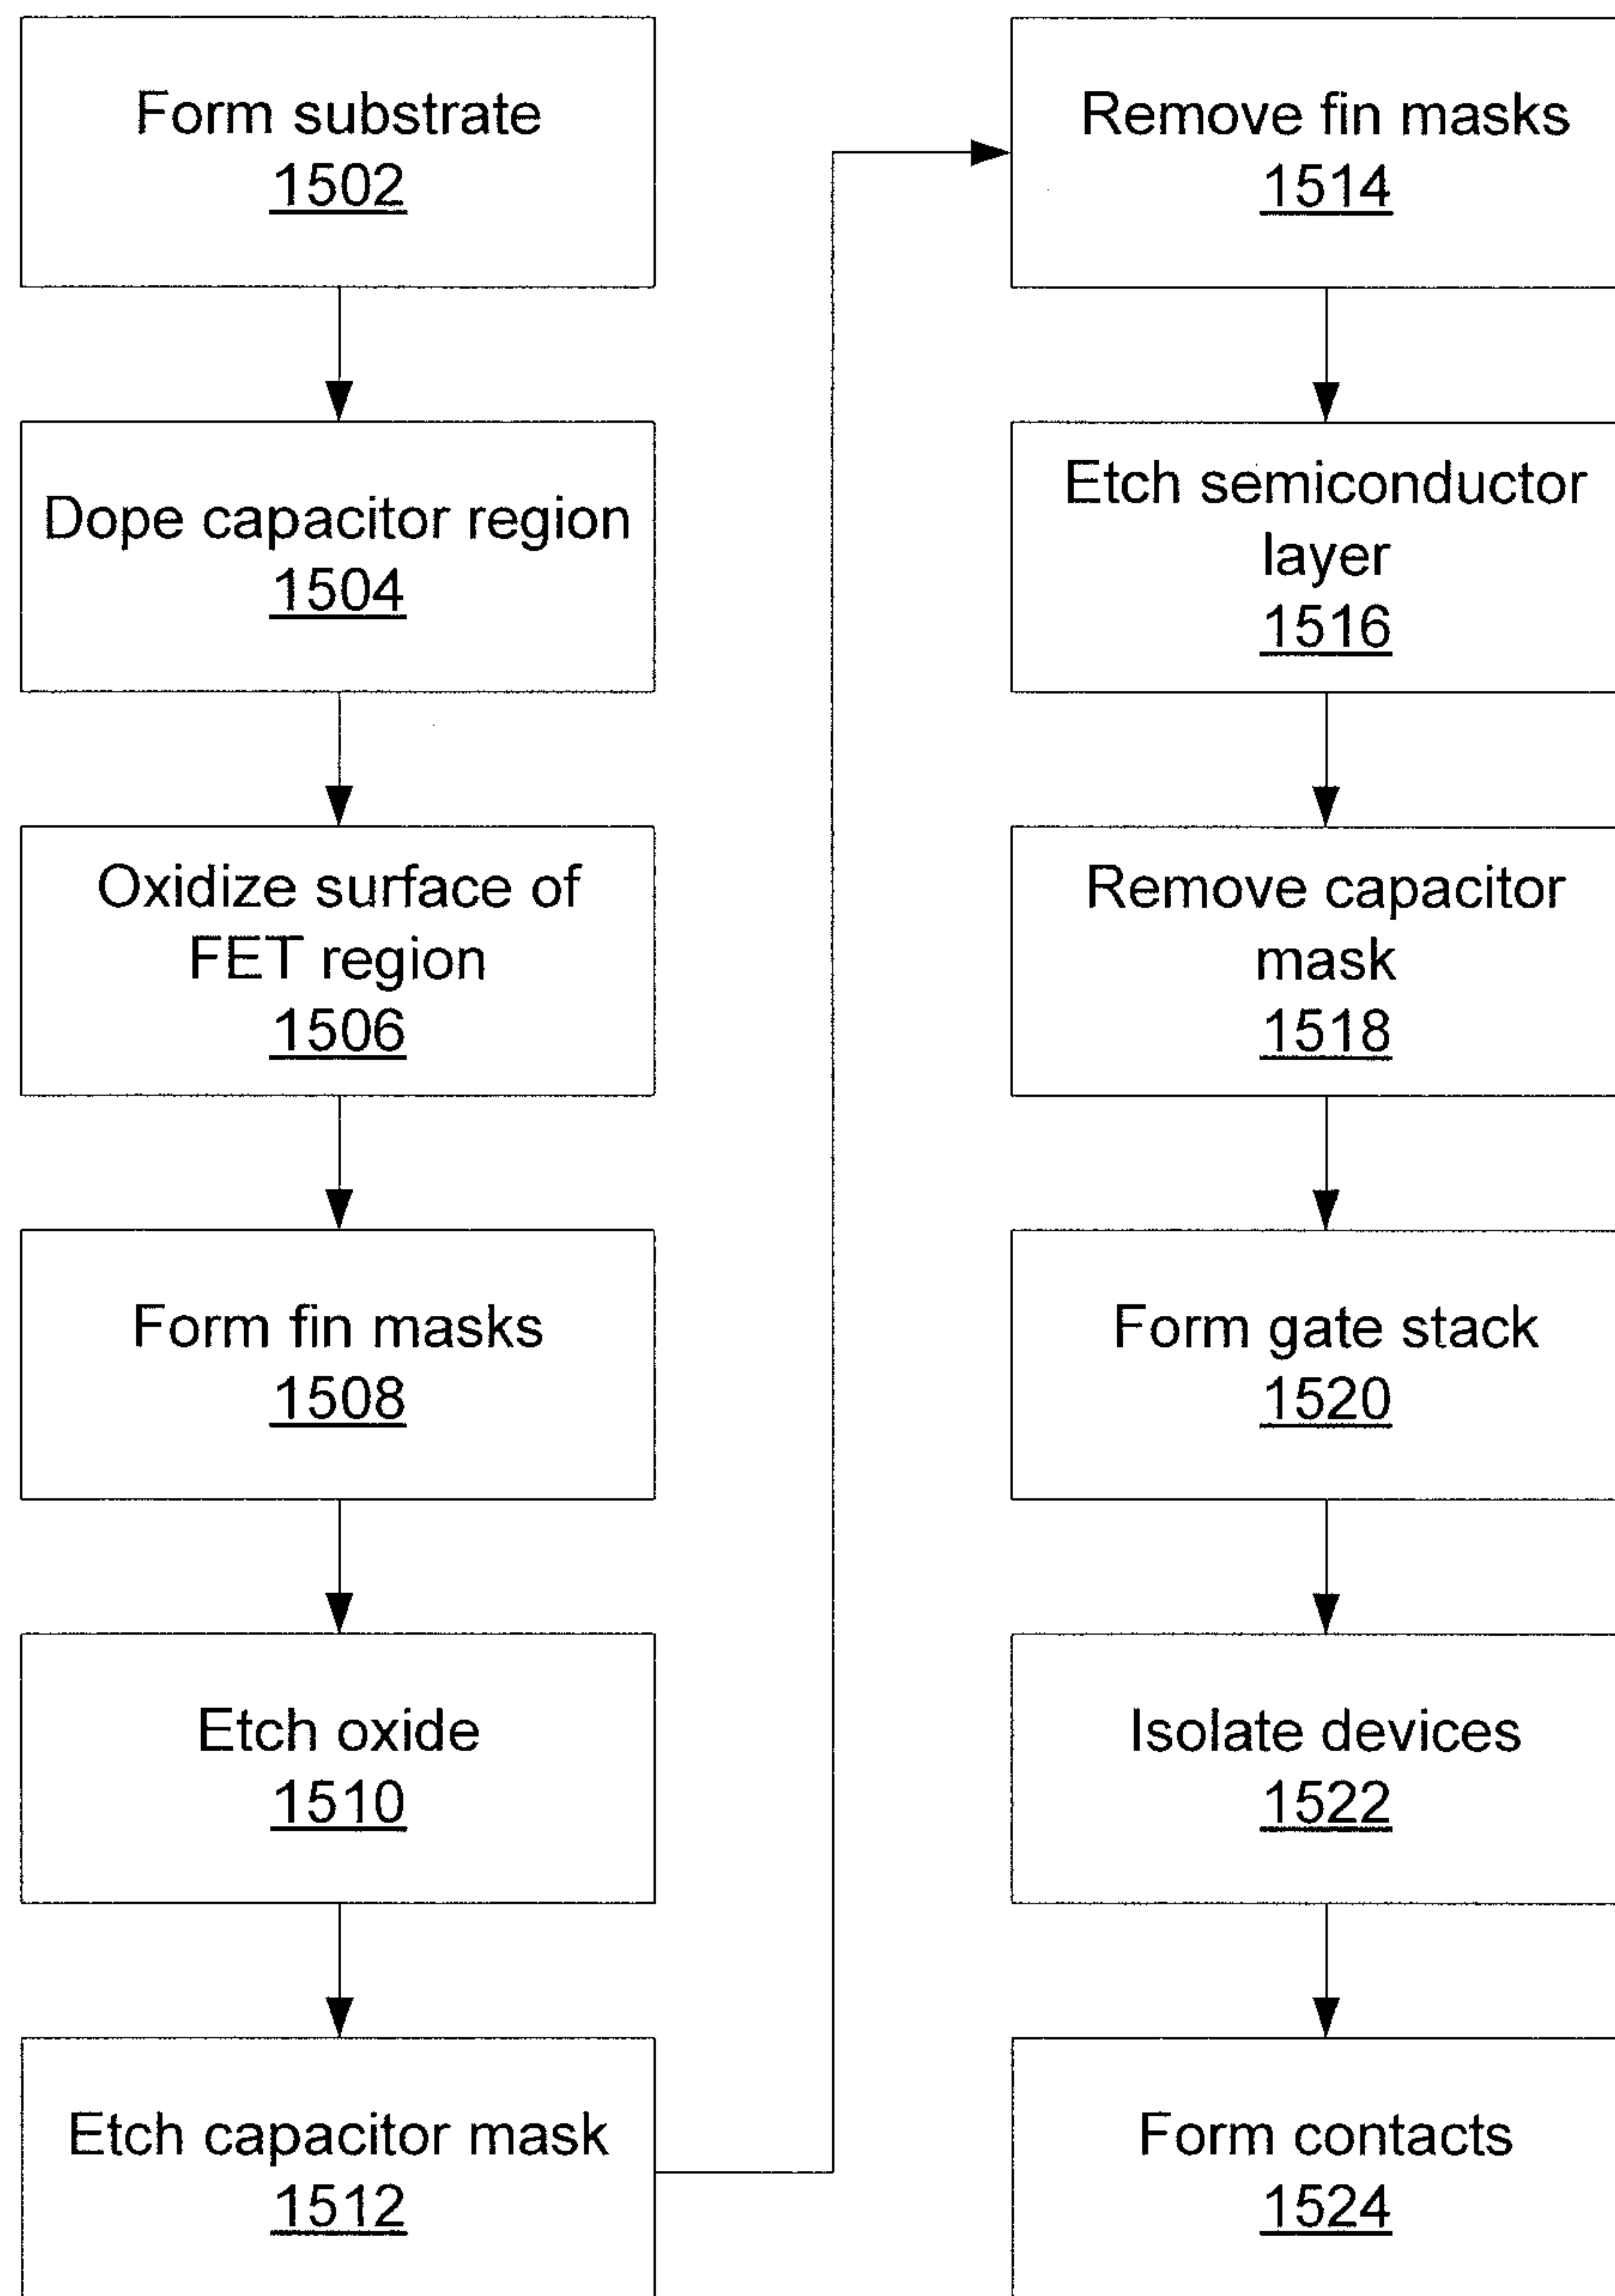 Form substrate
1502
Dope capacitor region
1504
Oxidize surface of
FET region
1506
Form fin masks
1508
Etch oxide
1510
Etch capacitor mask
1512
Remove fin masks
1514
Etch semiconductor
layer
1516
Remove capacitor
mask
1518
Form gate stack
1520
Isolate devices
1522
Form contacts
1524